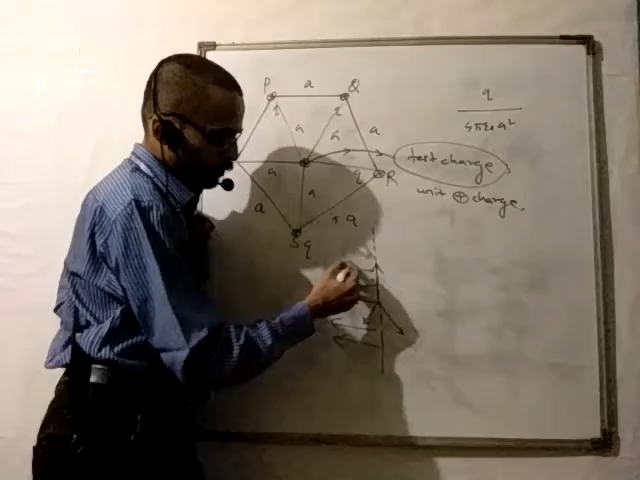 P a Q
q q
a a a
a q R
a a a
S q
q
4πε₀a²
test charge
unit ⊕ charge.